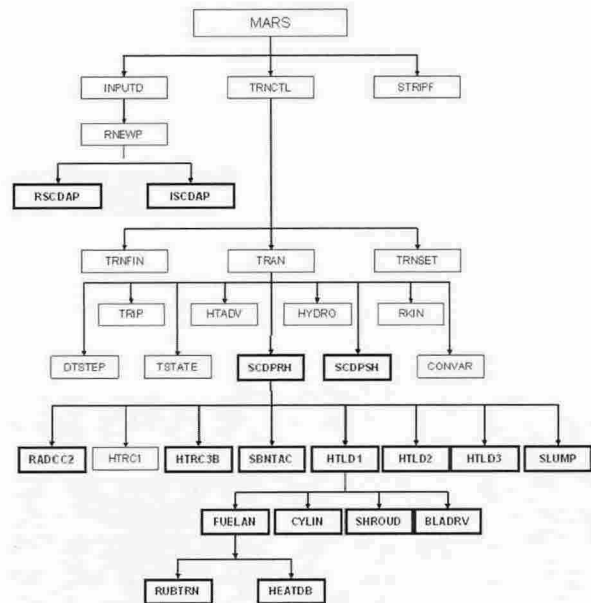 MARS
INPUTD TRNCTL STRIPF
RNEWP
RSCDAP ISCDAP
TRNFIN TRAN TRNSET
TRIP HTADV HYDRO RKIN
DTSTEP TSTATE SCDPRH SCDPSH CONVAR
RADCC2 HTRC1 HTRC3B SBNTAC HTLD1 HTLD2 HTLD3 SLUMP
FUELAN CYLIN SHROUD BLADRV
RUBTRN HEATDB